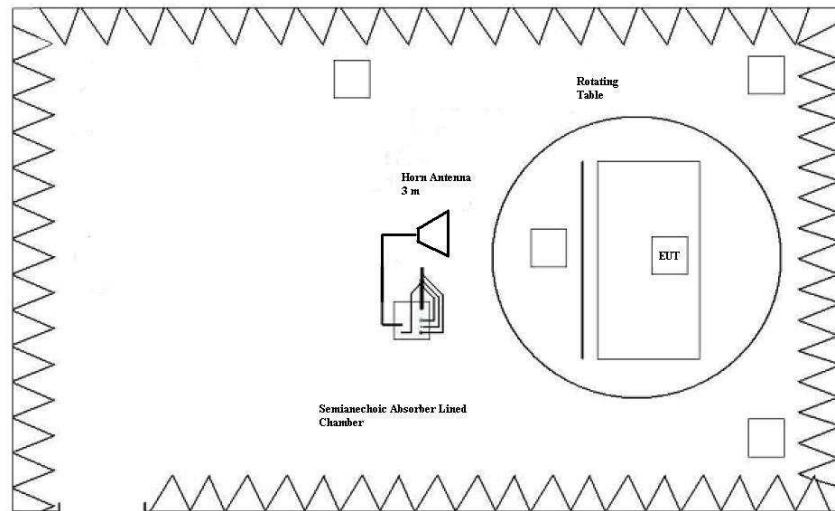 Rotating
Table
Horn Antenna
3 m
EUT
Semianechoic Absorber Lined
Chamber